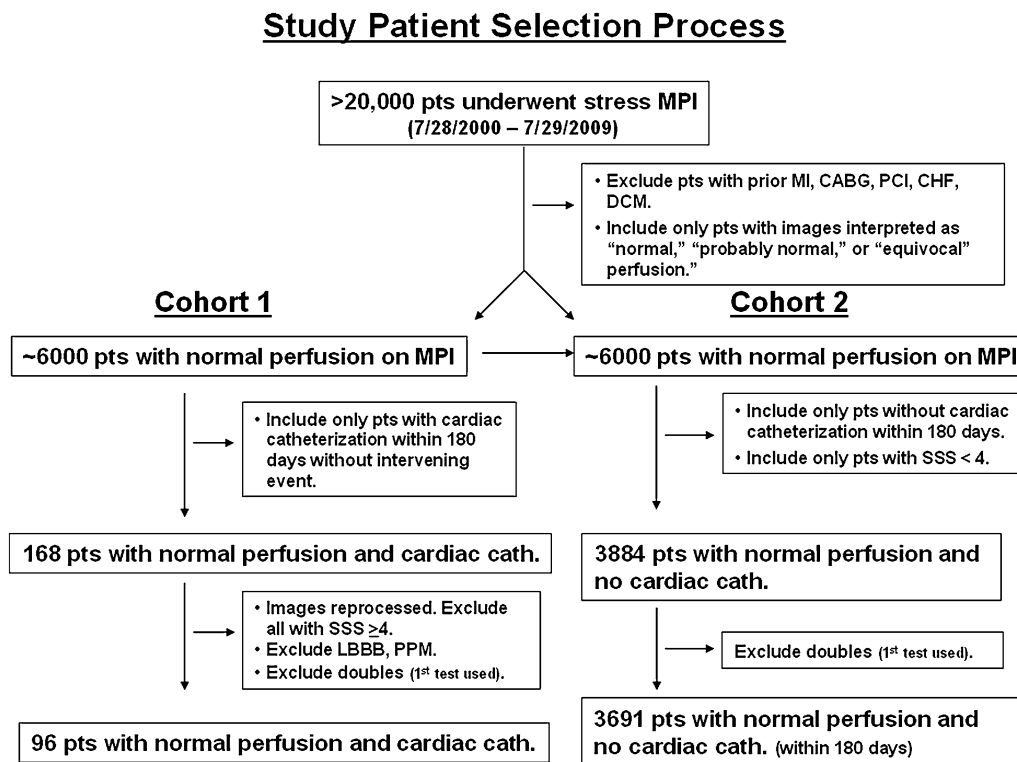 Study Patient Selection Process
>20,000 pts underwent stress MPI
(7/28/2000 – 7/29/2009)
• Exclude pts with prior MI, CABG, PCI, CHF,
DCM.
• Include only pts with images interpreted as
“normal,” “probably normal,” or “equivocal”
perfusion.”
Cohort 1
Cohort 2
~6000 pts with normal perfusion on MPI
~6000 pts with normal perfusion on MPI
• Include only pts with cardiac
catheterization within 180
days without intervening
event.
• Include only pts without cardiac
catheterization within 180 days.
• Include only pts with SSS < 4.
168 pts with normal perfusion and cardiac cath.
3884 pts with normal perfusion and
no cardiac cath.
• Images reprocessed. Exclude
all with SSS ≥4.
• Exclude LBBB, PPM.
• Exclude doubles (1st test used).
Exclude doubles (1st test used).
96 pts with normal perfusion and cardiac cath.
3691 pts with normal perfusion and
no cardiac cath. (within 180 days)